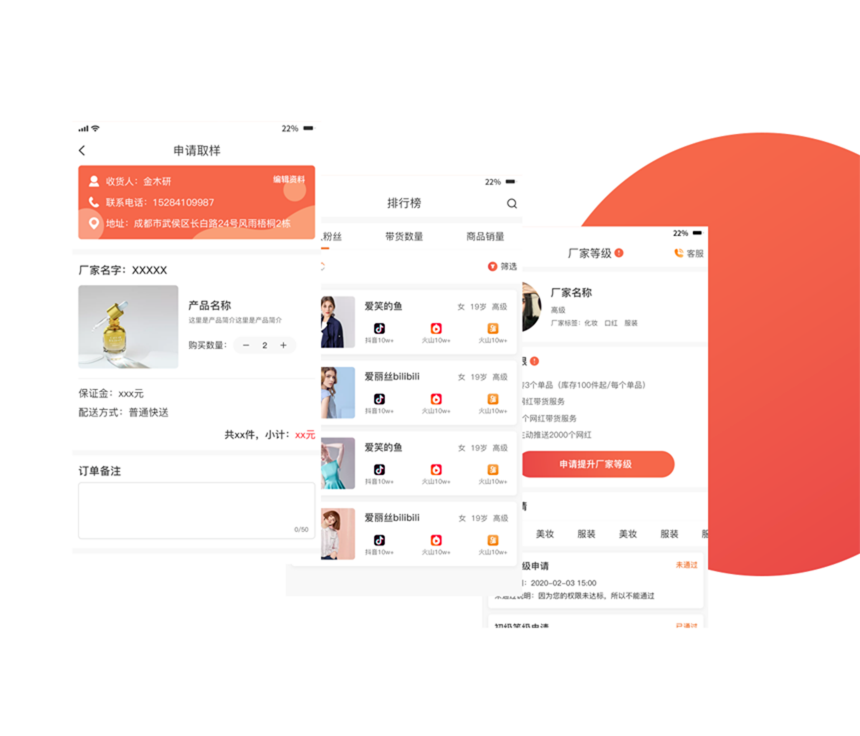 22%
申请取样
收货人：金木研
编辑资料
联系电话：15284109987
地址：成都市武侯区长白路24号风雨梧桐2栋
厂家名字：XXXXX
产品名称
这里是产品简介这里是产品简介
购买数量：
− 2 +
保证金：xxx元
配送方式：普通快送
共xx件，小计：xx元
订单备注
0/50
22%
排行榜
粉丝
带货数量
商品销量
筛选
爱笑的鱼
女 19岁 高级
抖音10w+
火山10w+
火山10w+
爱丽丝bilibili
女 19岁 高级
抖音10w+
火山10w+
火山10w+
爱笑的鱼
女 19岁 高级
抖音10w+
火山10w+
火山10w+
爱丽丝bilibili
女 19岁 高级
抖音10w+
火山10w+
火山10w+
22%
厂家等级
客服
厂家名称
高级
厂家标签：化妆 口红 服装
3个单品（库存100件起/每个单品）
红带货服务
个网红带货服务
动推送2000个网红
申请提升厂家等级
美妆 服装 美妆 服装
级申请
未通过
2020-02-03 15:00
未通过说明：因为您的权限未达标，所以不能通过
初级等级申请
已通过